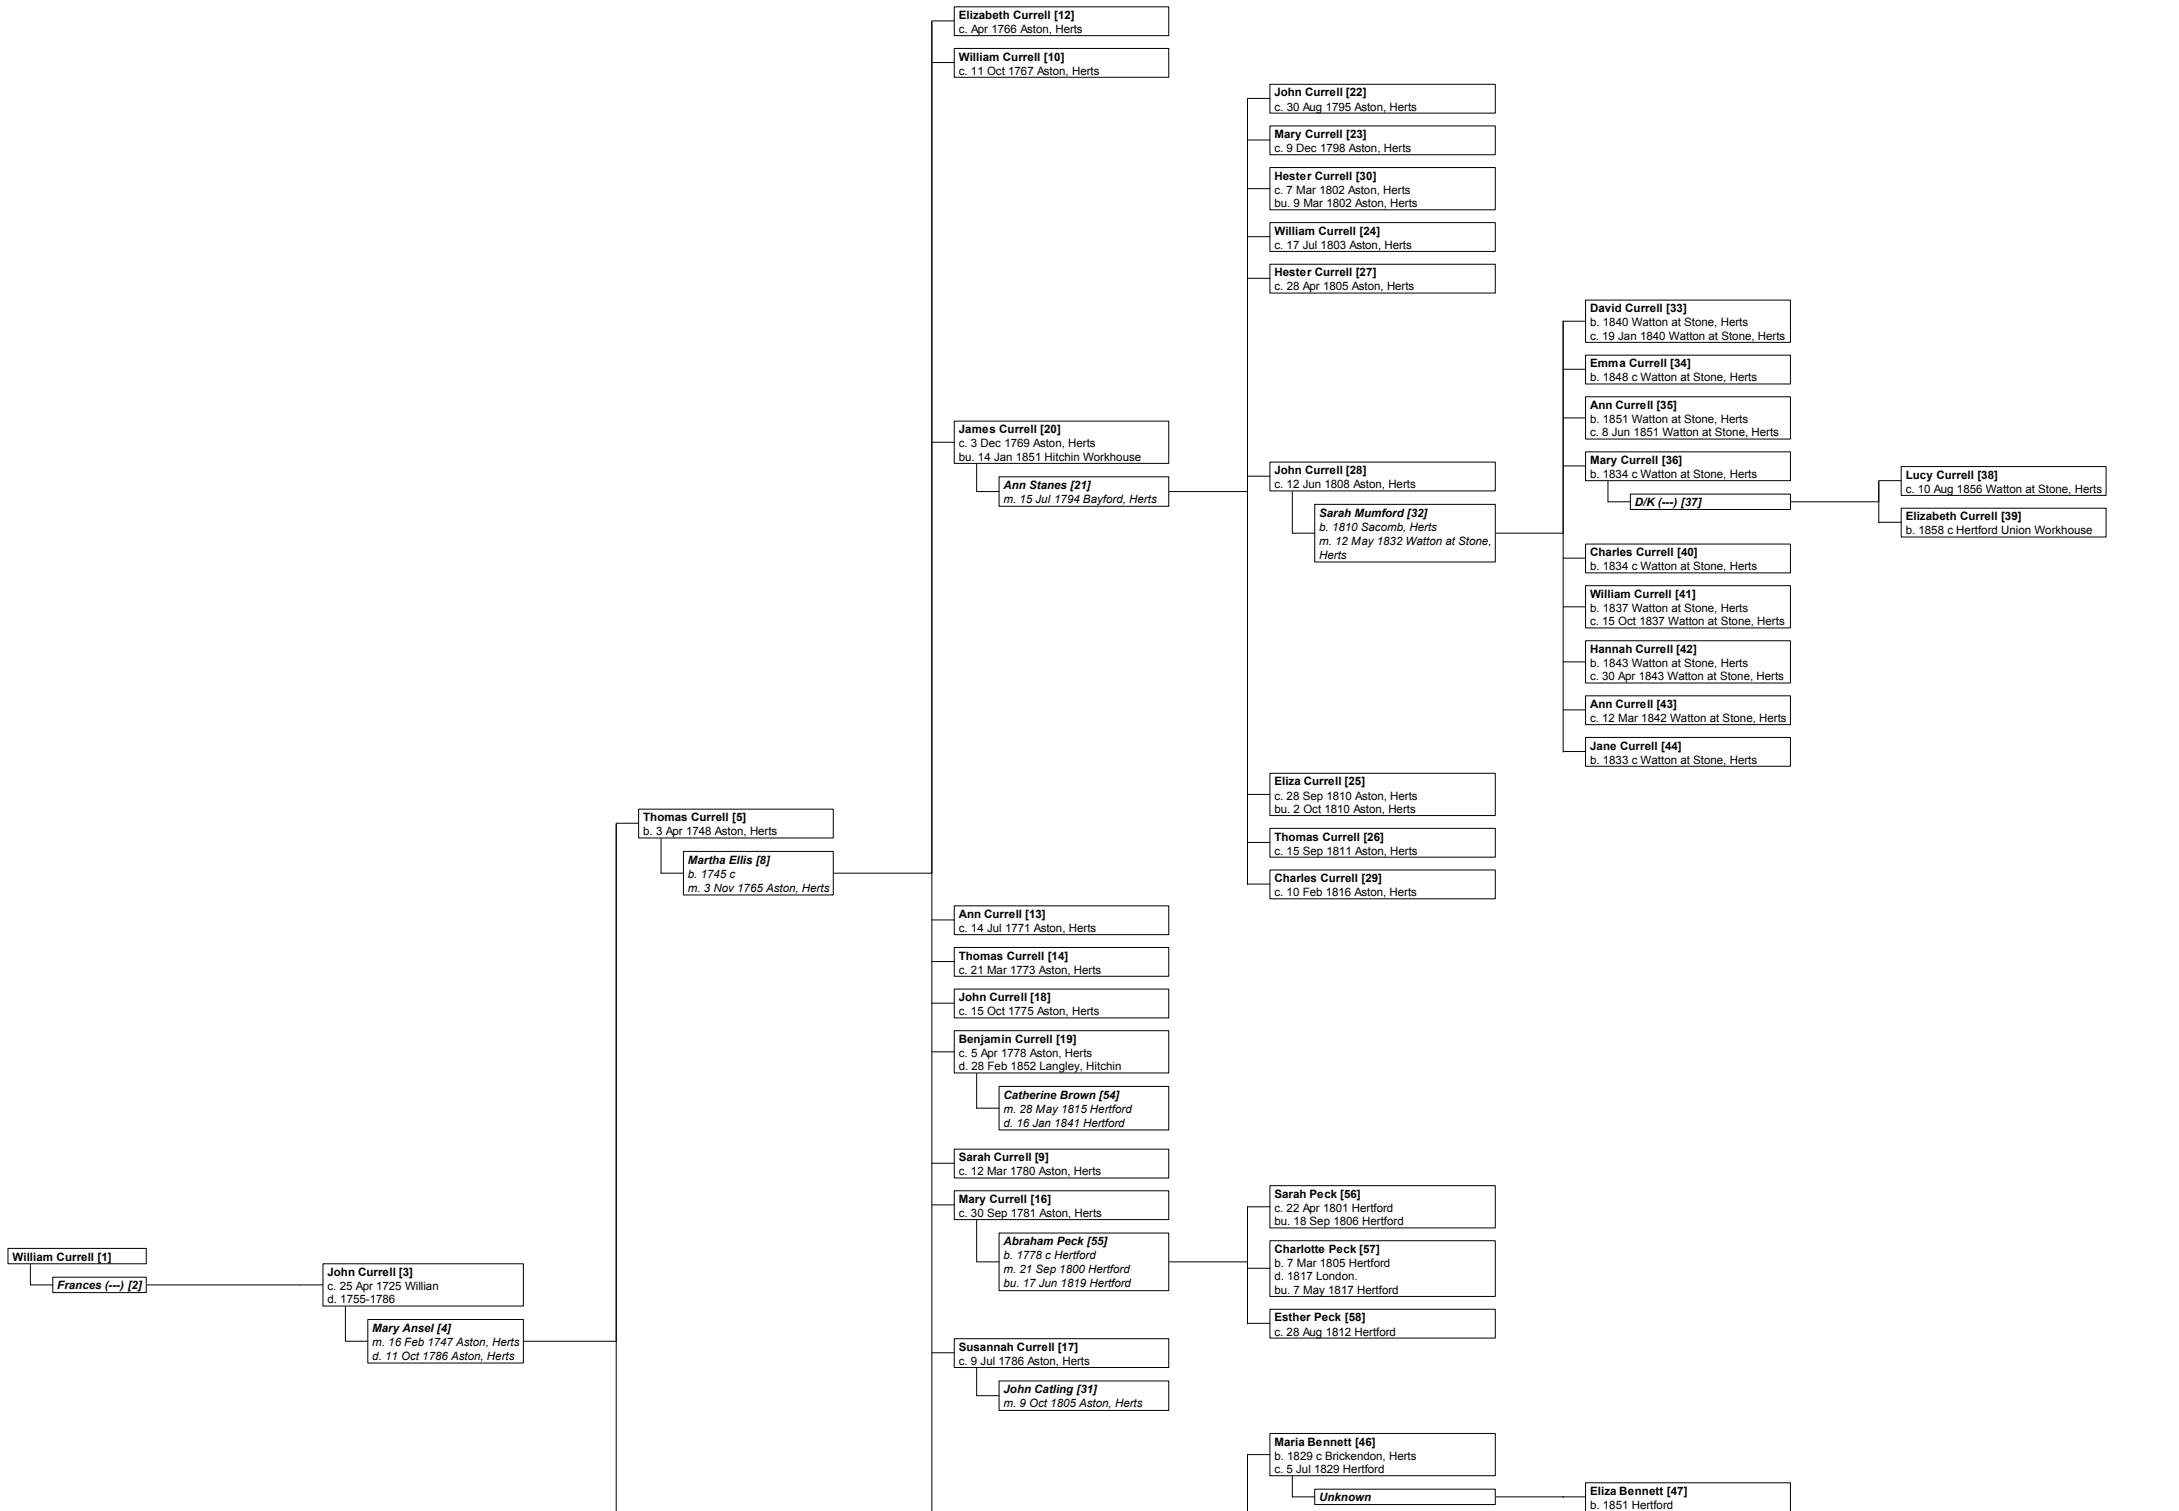 Elizabeth Currell [12]
c. Apr 1766 Aston, Herts
William Currell [10]
c. 11 Oct 1767 Aston, Herts
John Currell [22]
c. 30 Aug 1795 Aston, Herts
Mary Currell [23]
c. 9 Dec 1798 Aston, Herts
Hester Currell [30]
c. 7 Mar 1802 Aston, Herts
bu. 9 Mar 1802 Aston, Herts
William Currell [24]
c. 17 Jul 1803 Aston, Herts
Hester Currell [27]
c. 28 Apr 1805 Aston, Herts
David Currell [33]
b. 1840 Watton at Stone, Herts
c. 19 Jan 1840 Watton at Stone, Herts
Emma Currell [34]
b. 1848 c Watton at Stone, Herts
Ann Currell [35]
b. 1851 Watton at Stone, Herts
c. 8 Jun 1851 Watton at Stone, Herts
James Currell [20]
c. 3 Dec 1769 Aston, Herts
bu. 14 Jan 1851 Hitchin Workhouse
Ann Stanes [21]
m. 15 Jul 1794 Bayford, Herts
John Currell [28]
c. 12 Jun 1808 Aston, Herts
Sarah Mumford [32]
b. 1810 Sacomb, Herts
m. 12 May 1832 Watton at Stone,
Herts
Mary Currell [36]
b. 1834 c Watton at Stone, Herts
D/K (---) [37]
Lucy Currell [38]
c. 10 Aug 1856 Watton at Stone, Herts
Elizabeth Currell [39]
b. 1858 c Hertford Union Workhouse
Charles Currell [40]
b. 1834 c Watton at Stone, Herts
William Currell [41]
b. 1837 Watton at Stone, Herts
c. 15 Oct 1837 Watton at Stone, Herts
Hannah Currell [42]
b. 1843 Watton at Stone, Herts
c. 30 Apr 1843 Watton at Stone, Herts
Ann Currell [43]
c. 12 Mar 1842 Watton at Stone, Herts
Jane Currell [44]
b. 1833 c Watton at Stone, Herts
Eliza Currell [25]
c. 28 Sep 1810 Aston, Herts
bu. 2 Oct 1810 Aston, Herts
Thomas Currell [26]
c. 15 Sep 1811 Aston, Herts
Charles Currell [29]
c. 10 Feb 1816 Aston, Herts
Thomas Currell [5]
b. 3 Apr 1748 Aston, Herts
Martha Ellis [8]
b. 1745 c
m. 3 Nov 1765 Aston, Herts
Ann Currell [13]
c. 14 Jul 1771 Aston, Herts
Thomas Currell [14]
c. 21 Mar 1773 Aston, Herts
John Currell [18]
c. 15 Oct 1775 Aston, Herts
Benjamin Currell [19]
c. 5 Apr 1778 Aston, Herts
d. 28 Feb 1852 Langley, Hitchin
Catherine Brown [54]
m. 28 May 1815 Hertford
d. 16 Jan 1841 Hertford
Sarah Currell [9]
c. 12 Mar 1780 Aston, Herts
Mary Currell [16]
c. 30 Sep 1781 Aston, Herts
Abraham Peck [55]
b. 1778 c Hertford
m. 21 Sep 1800 Hertford
bu. 17 Jun 1819 Hertford
Sarah Peck [56]
c. 22 Apr 1801 Hertford
bu. 18 Sep 1806 Hertford
Charlotte Peck [57]
b. 7 Mar 1805 Hertford
d. 1817 London.
bu. 7 May 1817 Hertford
Esther Peck [58]
c. 28 Aug 1812 Hertford
William Currell [1]
Frances (---) [2]
John Currell [3]
c. 25 Apr 1725 Willian
d. 1755-1786
Mary Ansel [4]
m. 16 Feb 1747 Aston, Herts
d. 11 Oct 1786 Aston, Herts
Susannah Currell [17]
c. 9 Jul 1786 Aston, Herts
John Catling [31]
m. 9 Oct 1805 Aston, Herts
Maria Bennett [46]
b. 1829 c Brickendon, Herts
c. 5 Jul 1829 Hertford
Unknown
Eliza Bennett [47]
b. 1851 Hertford